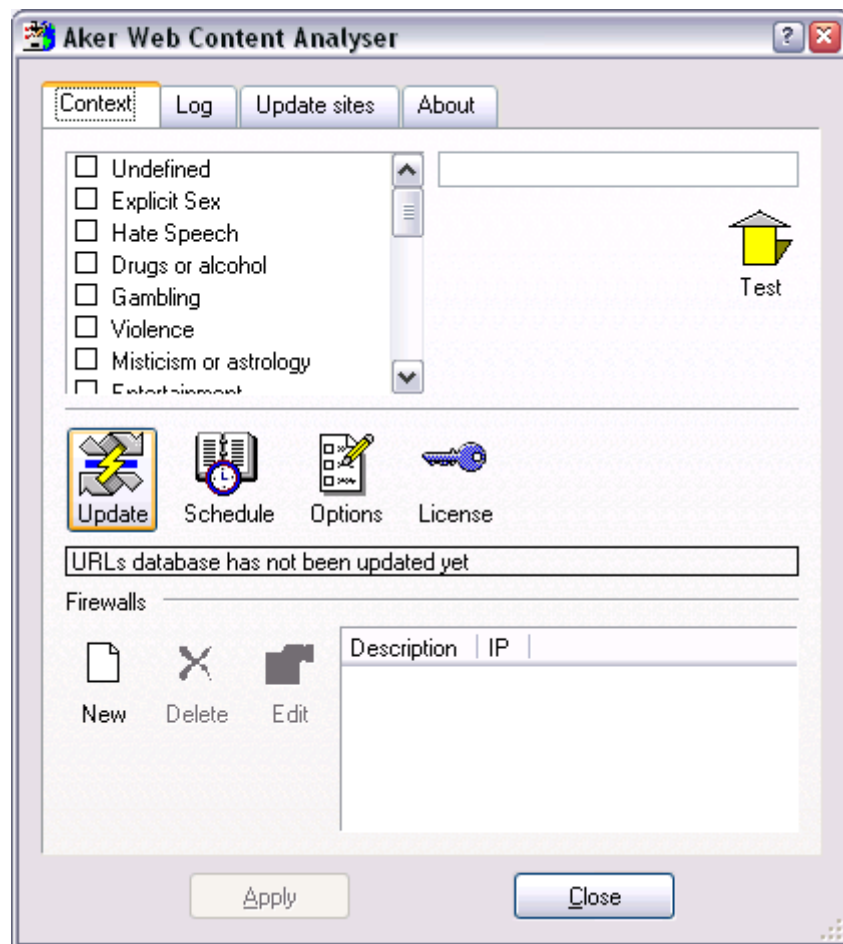 Aker Web Content Analyser
Context Log Update sites About
Undefined
Explicit Sex
Hate Speech
Drugs or alcohol
Gambling
Violence
Misticism or astrology
Entertainment
Test
Update Schedule Options License
URLs database has not been updated yet
Firewalls
Description IP
New Delete Edit
Apply Close